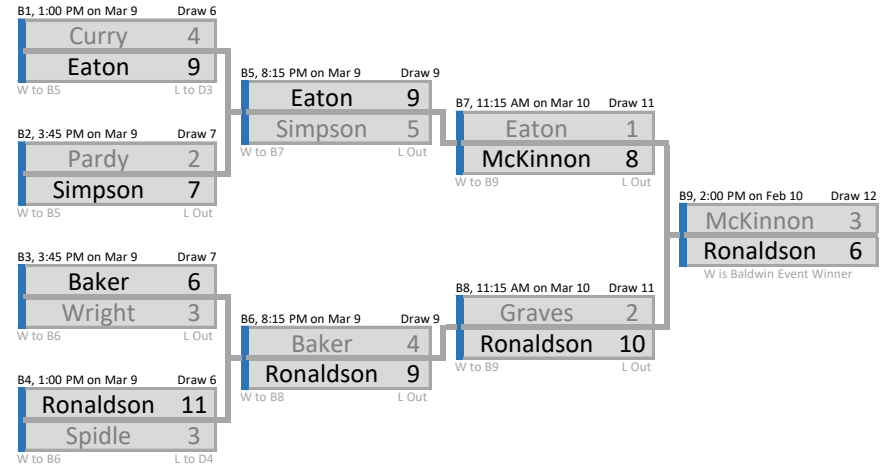 B1, 1:00 PM on Mar 9 Draw 6
Curry 4
Eaton 9
W to B5 L to D3
B2, 3:45 PM on Mar 9 Draw 7
Pardy 2
Simpson 7
W to B5 L Out
B3, 3:45 PM on Mar 9 Draw 7
Baker 6
Wright 3
W to B6 L Out
B4, 1:00 PM on Mar 9 Draw 6
Ronaldson 11
Spidle 3
W to B6 L to D4
B5, 8:15 PM on Mar 9 Draw 9
Eaton 9
Simpson 5
W to B7 L Out
B6, 8:15 PM on Mar 9 Draw 9
Baker 4
Ronaldson 9
W to B8 L Out
B7, 11:15 AM on Mar 10 Draw 11
Eaton 1
McKinnon 8
W to B9 L Out
B8, 11:15 AM on Mar 10 Draw 11
Graves 2
Ronaldson 10
W to B9 L Out
B9, 2:00 PM on Feb 10 Draw 12
McKinnon 3
Ronaldson 6
W is Baldwin Event Winner